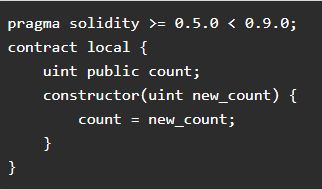 pragma solidity >= 0.5.0 < 0.9.0;
contract local {
    uint public count;
    constructor(uint new_count) {
        count = new_count;
    }
}